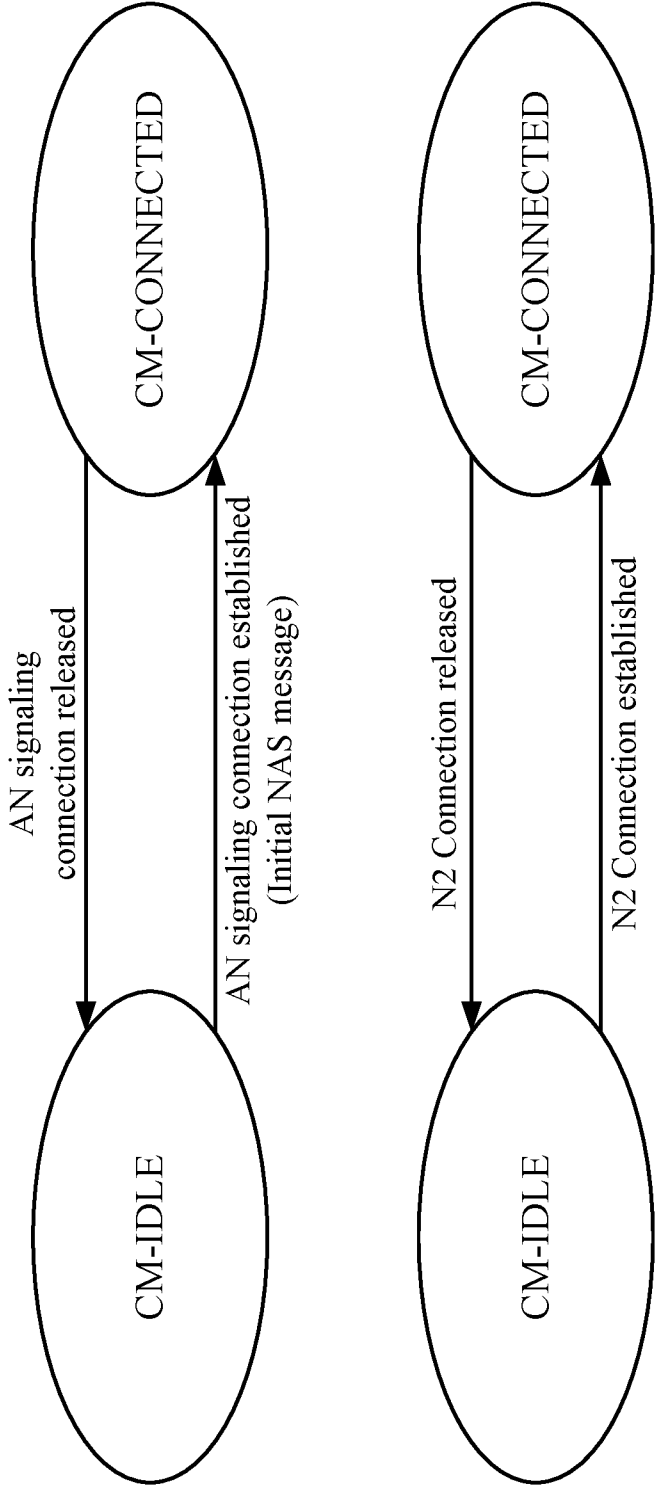 AN signaling
connection released
CM-IDLE
CM-CONNECTED
AN signaling connection established
(Initial NAS message)
N2 Connection released
CM-IDLE
CM-CONNECTED
N2 Connection established